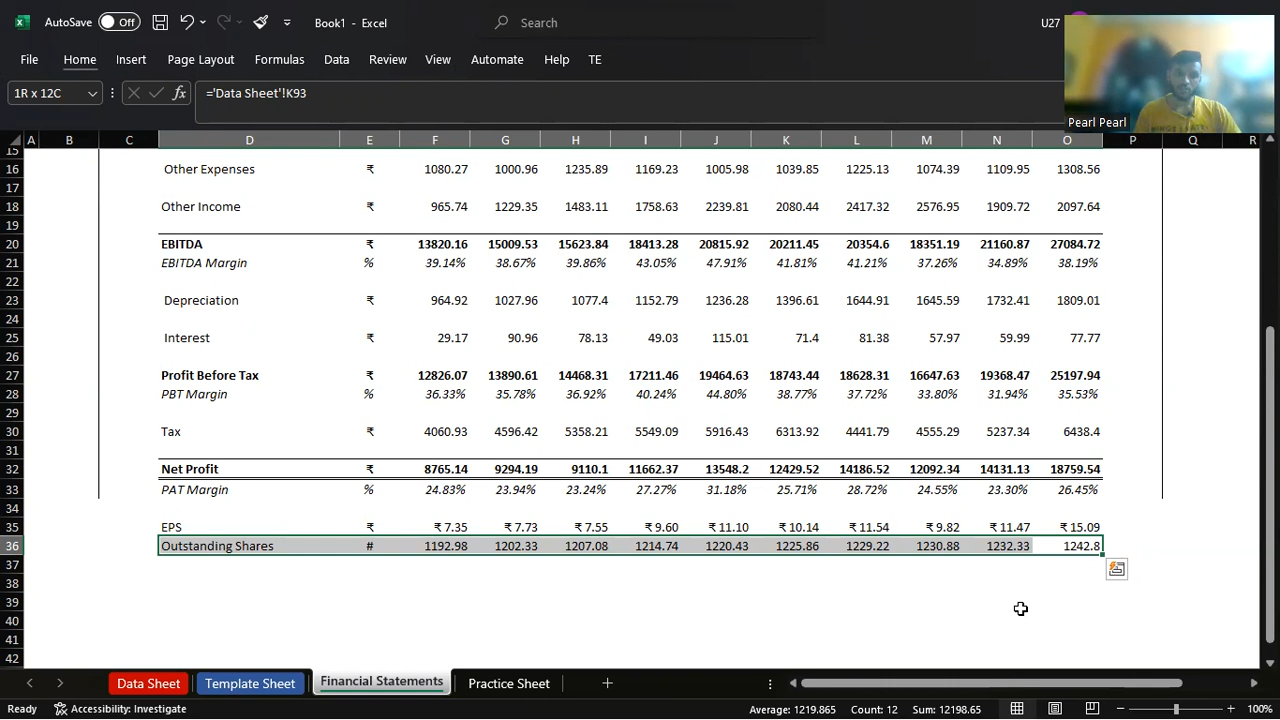 AutoSave Off Book1 - Excel Search U27
File Home Insert Page Layout Formulas Data Review View Automate Help TE
Pearl Pearl
1R x 12C fx ='Data Sheet'!K93
A B C D E F G H I J K L M N O P Q R
15
16 Other Expenses ₹ 1080.27 1000.96 1235.89 1169.23 1005.98 1039.85 1225.13 1074.39 1109.95 1308.56
17
18 Other Income ₹ 965.74 1229.35 1483.11 1758.63 2239.81 2080.44 2417.32 2576.95 1909.72 2097.64
19
20 EBITDA ₹ 13820.16 15009.53 15623.84 18413.28 20815.92 20211.45 20354.6 18351.19 21160.87 27084.72
21 EBITDA Margin % 39.14% 38.67% 39.86% 43.05% 47.91% 41.81% 41.21% 37.26% 34.89% 38.19%
22
23 Depreciation ₹ 964.92 1027.96 1077.4 1152.79 1236.28 1396.61 1644.91 1645.59 1732.41 1809.01
24
25 Interest ₹ 29.17 90.96 78.13 49.03 115.01 71.4 81.38 57.97 59.99 77.77
26
27 Profit Before Tax ₹ 12826.07 13890.61 14468.31 17211.46 19464.63 18743.44 18628.31 16647.63 19368.47 25197.94
28 PBT Margin % 36.33% 35.78% 36.92% 40.24% 44.80% 38.77% 37.72% 33.80% 31.94% 35.53%
29
30 Tax ₹ 4060.93 4596.42 5358.21 5549.09 5916.43 6313.92 4441.79 4555.29 5237.34 6438.4
31
32 Net Profit ₹ 8765.14 9294.19 9110.1 11662.37 13548.2 12429.52 14186.52 12092.34 14131.13 18759.54
33 PAT Margin % 24.83% 23.94% 23.24% 27.27% 31.18% 25.71% 28.72% 24.55% 23.30% 26.45%
34
35 EPS ₹ ₹ 7.35 ₹ 7.73 ₹ 7.55 ₹ 9.60 ₹ 11.10 ₹ 10.14 ₹ 11.54 ₹ 9.82 ₹ 11.47 ₹ 15.09
36 Outstanding Shares # 1192.98 1202.33 1207.08 1214.74 1220.43 1225.86 1229.22 1230.88 1232.33 1242.8
37
38
39
40
41
42
Data Sheet Template Sheet Financial Statements Practice Sheet
Ready Accessibility: Investigate Average: 1219.865 Count: 12 Sum: 12198.65 100%